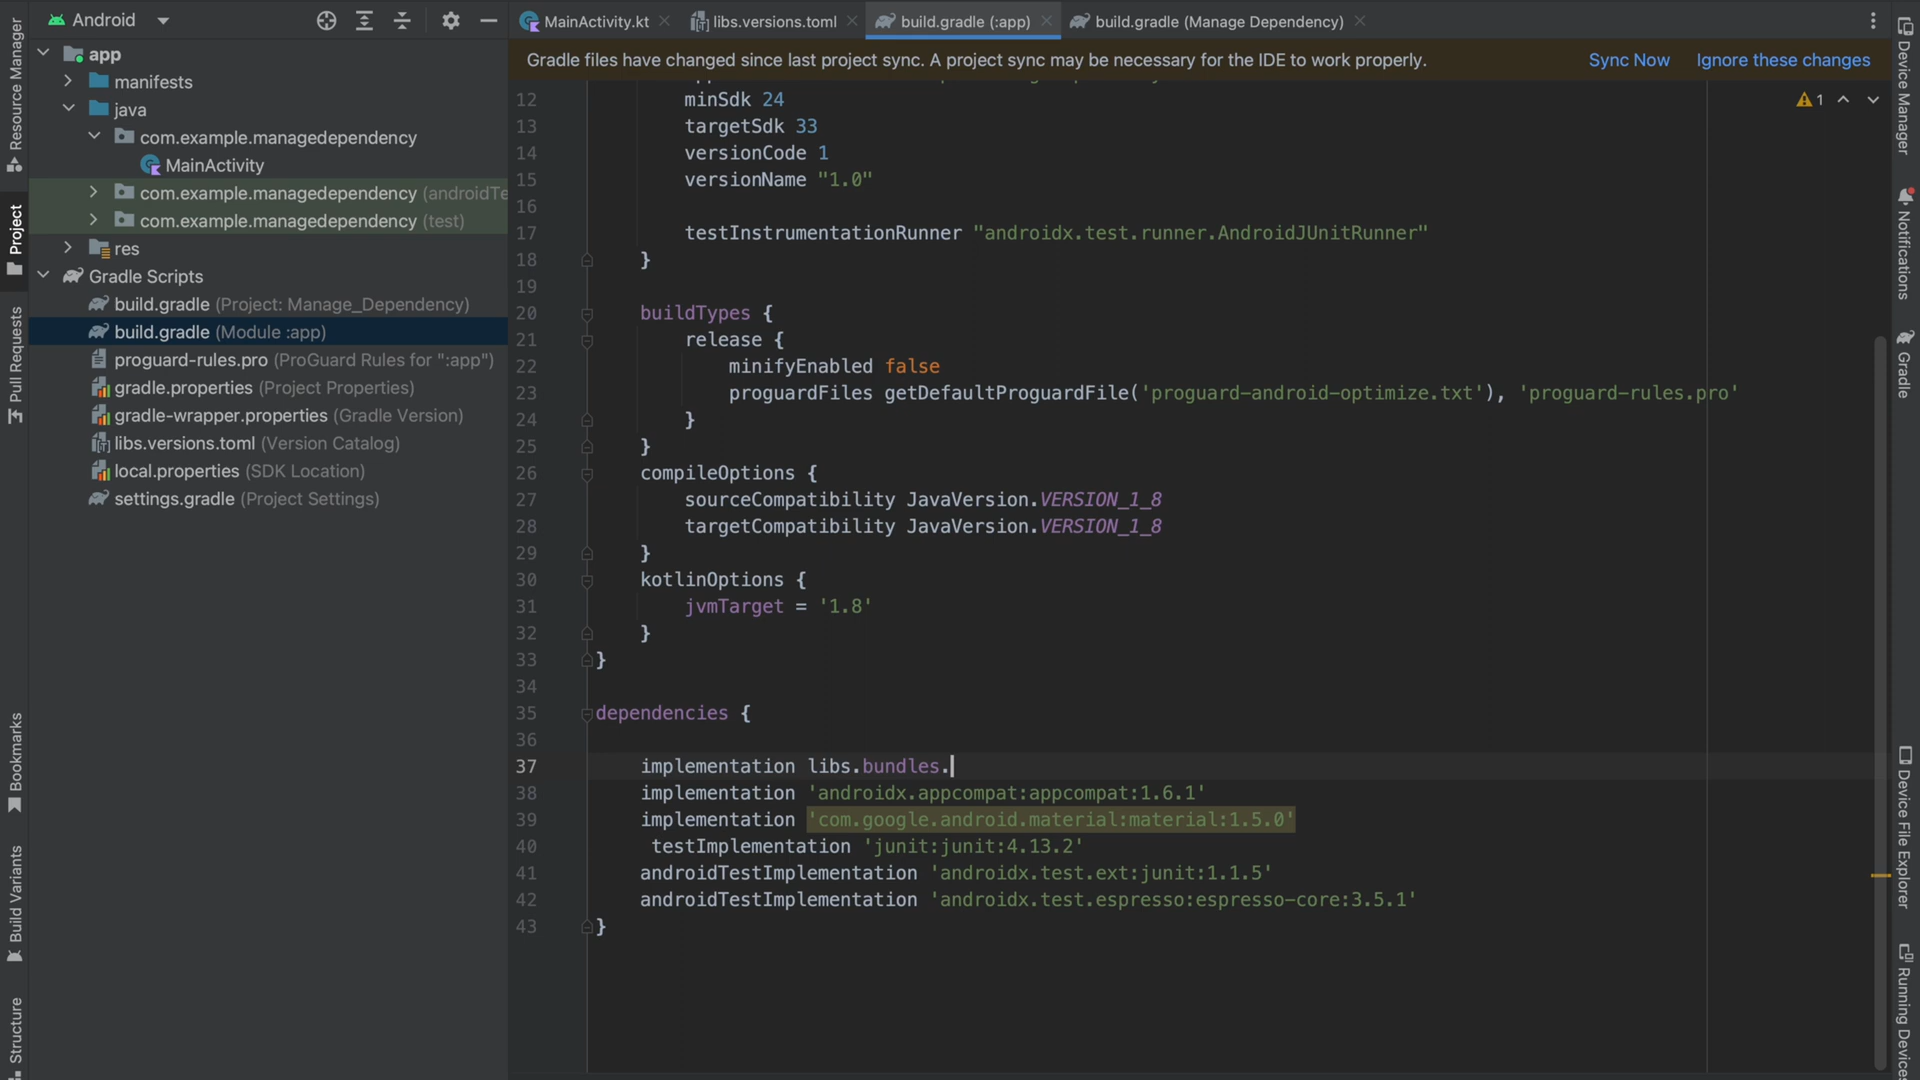 Android
MainActivity.kt
libs.versions.toml
build.gradle (:app)
build.gradle (Manage Dependency)
Gradle files have changed since last project sync. A project sync may be necessary for the IDE to work properly.
Sync Now
Ignore these changes
Resource Manager
Project
Pull Requests
Bookmarks
Build Variants
Structure
app
manifests
java
com.example.managedependency
MainActivity
com.example.managedependency (androidTe
com.example.managedependency (test)
res
Gradle Scripts
build.gradle (Project: Manage_Dependency)
build.gradle (Module :app)
proguard-rules.pro (ProGuard Rules for ":app")
gradle.properties (Project Properties)
gradle-wrapper.properties (Gradle Version)
libs.versions.toml (Version Catalog)
local.properties (SDK Location)
settings.gradle (Project Settings)
1
12 minSdk 24
13 targetSdk 33
14 versionCode 1
15 versionName "1.0"
16
17 testInstrumentationRunner "androidx.test.runner.AndroidJUnitRunner"
18 }
19
20 buildTypes {
21 release {
22 minifyEnabled false
23 proguardFiles getDefaultProguardFile('proguard-android-optimize.txt'), 'proguard-rules.pro'
24 }
25 }
26 compileOptions {
27 sourceCompatibility JavaVersion.VERSION_1_8
28 targetCompatibility JavaVersion.VERSION_1_8
29 }
30 kotlinOptions {
31 jvmTarget = '1.8'
32 }
33 }
34
35 dependencies {
36
37 implementation libs.bundles.
38 implementation 'androidx.appcompat:appcompat:1.6.1'
39 implementation 'com.google.android.material:material:1.5.0'
40 testImplementation 'junit:junit:4.13.2'
41 androidTestImplementation 'androidx.test.ext:junit:1.1.5'
42 androidTestImplementation 'androidx.test.espresso:espresso-core:3.5.1'
43 }
Device Manager
Notifications
Gradle
Device File Explorer
Running Devices